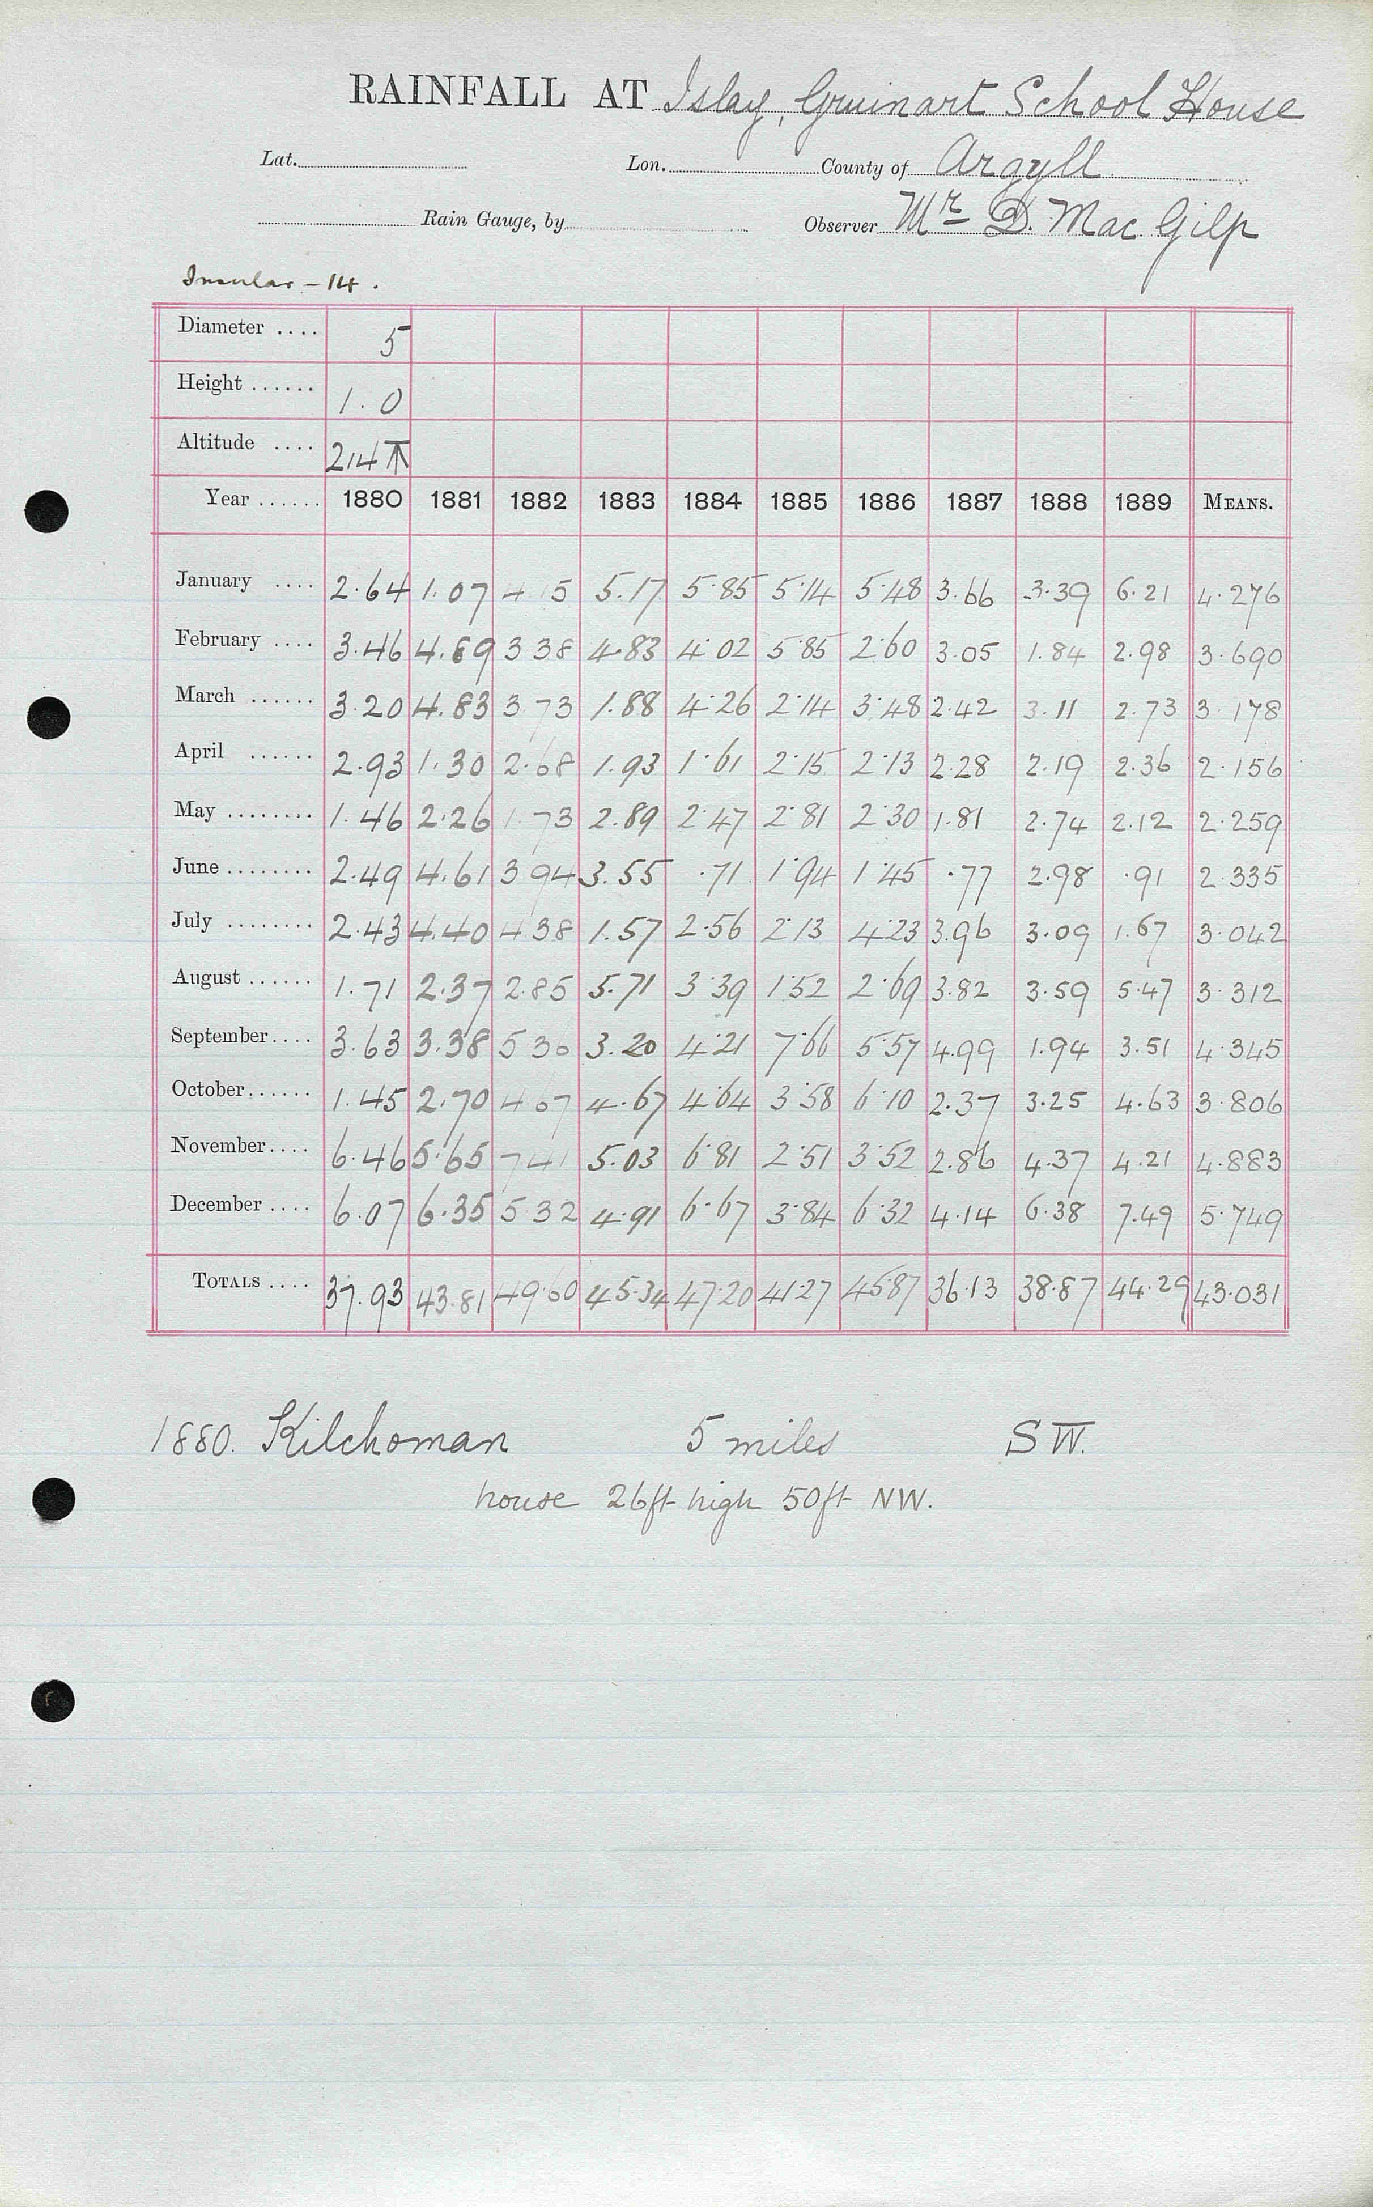 RAINFALL AT Islay, Gruinart School House
Lat. Lon. County of Argyll
Rain Gauge, by Observer Mr D. Mac Gilp
Insular - 14.
Diameter .... 5
Height ...... 1.0
Altitude .... 214
Year ...... 1880 1881 1882 1883 1884 1885 1886 1887 1888 1889 MEANS.
January .... 2.64 1.07 4.15 5.17 5.85 5.14 5.48 3.66 3.39 6.21 4.276
February .... 3.46 4.89 3.38 4.83 4.02 5.85 2.60 3.05 1.84 2.98 3.690
March ...... 3.20 4.83 3.73 1.88 4.26 2.14 3.48 2.42 3.11 2.73 3.178
April ...... 2.93 1.30 2.68 1.93 1.61 2.15 2.13 2.28 2.19 2.36 2.156
May ........ 1.46 2.26 1.73 2.89 2.47 2.81 2.30 1.81 2.74 2.12 2.259
June ........ 2.49 4.61 3.94 3.55 .71 1.94 1.45 .77 2.98 .91 2.335
July ........ 2.43 4.40 4.38 1.57 2.56 2.13 4.23 3.96 3.09 1.67 3.042
August ...... 1.71 2.37 2.85 5.71 3.39 1.52 2.69 3.82 3.59 5.47 3.312
September.... 3.63 3.38 5.36 3.20 4.21 7.66 5.57 4.99 1.94 3.51 4.345
October...... 1.45 2.70 4.67 4.67 4.64 3.58 6.10 2.37 3.25 4.63 3.806
November.... 6.46 5.65 7.41 5.03 6.81 2.51 3.52 2.86 4.37 4.21 4.883
December .... 6.07 6.35 5.32 4.91 6.67 3.84 6.32 4.14 6.38 7.49 5.749
TOTALS .... 37.93 43.81 49.60 45.34 47.20 41.27 45.87 36.13 38.87 44.29 43.031
1880. Kilchoman 5 miles SW.
house 26ft high 50ft NW.